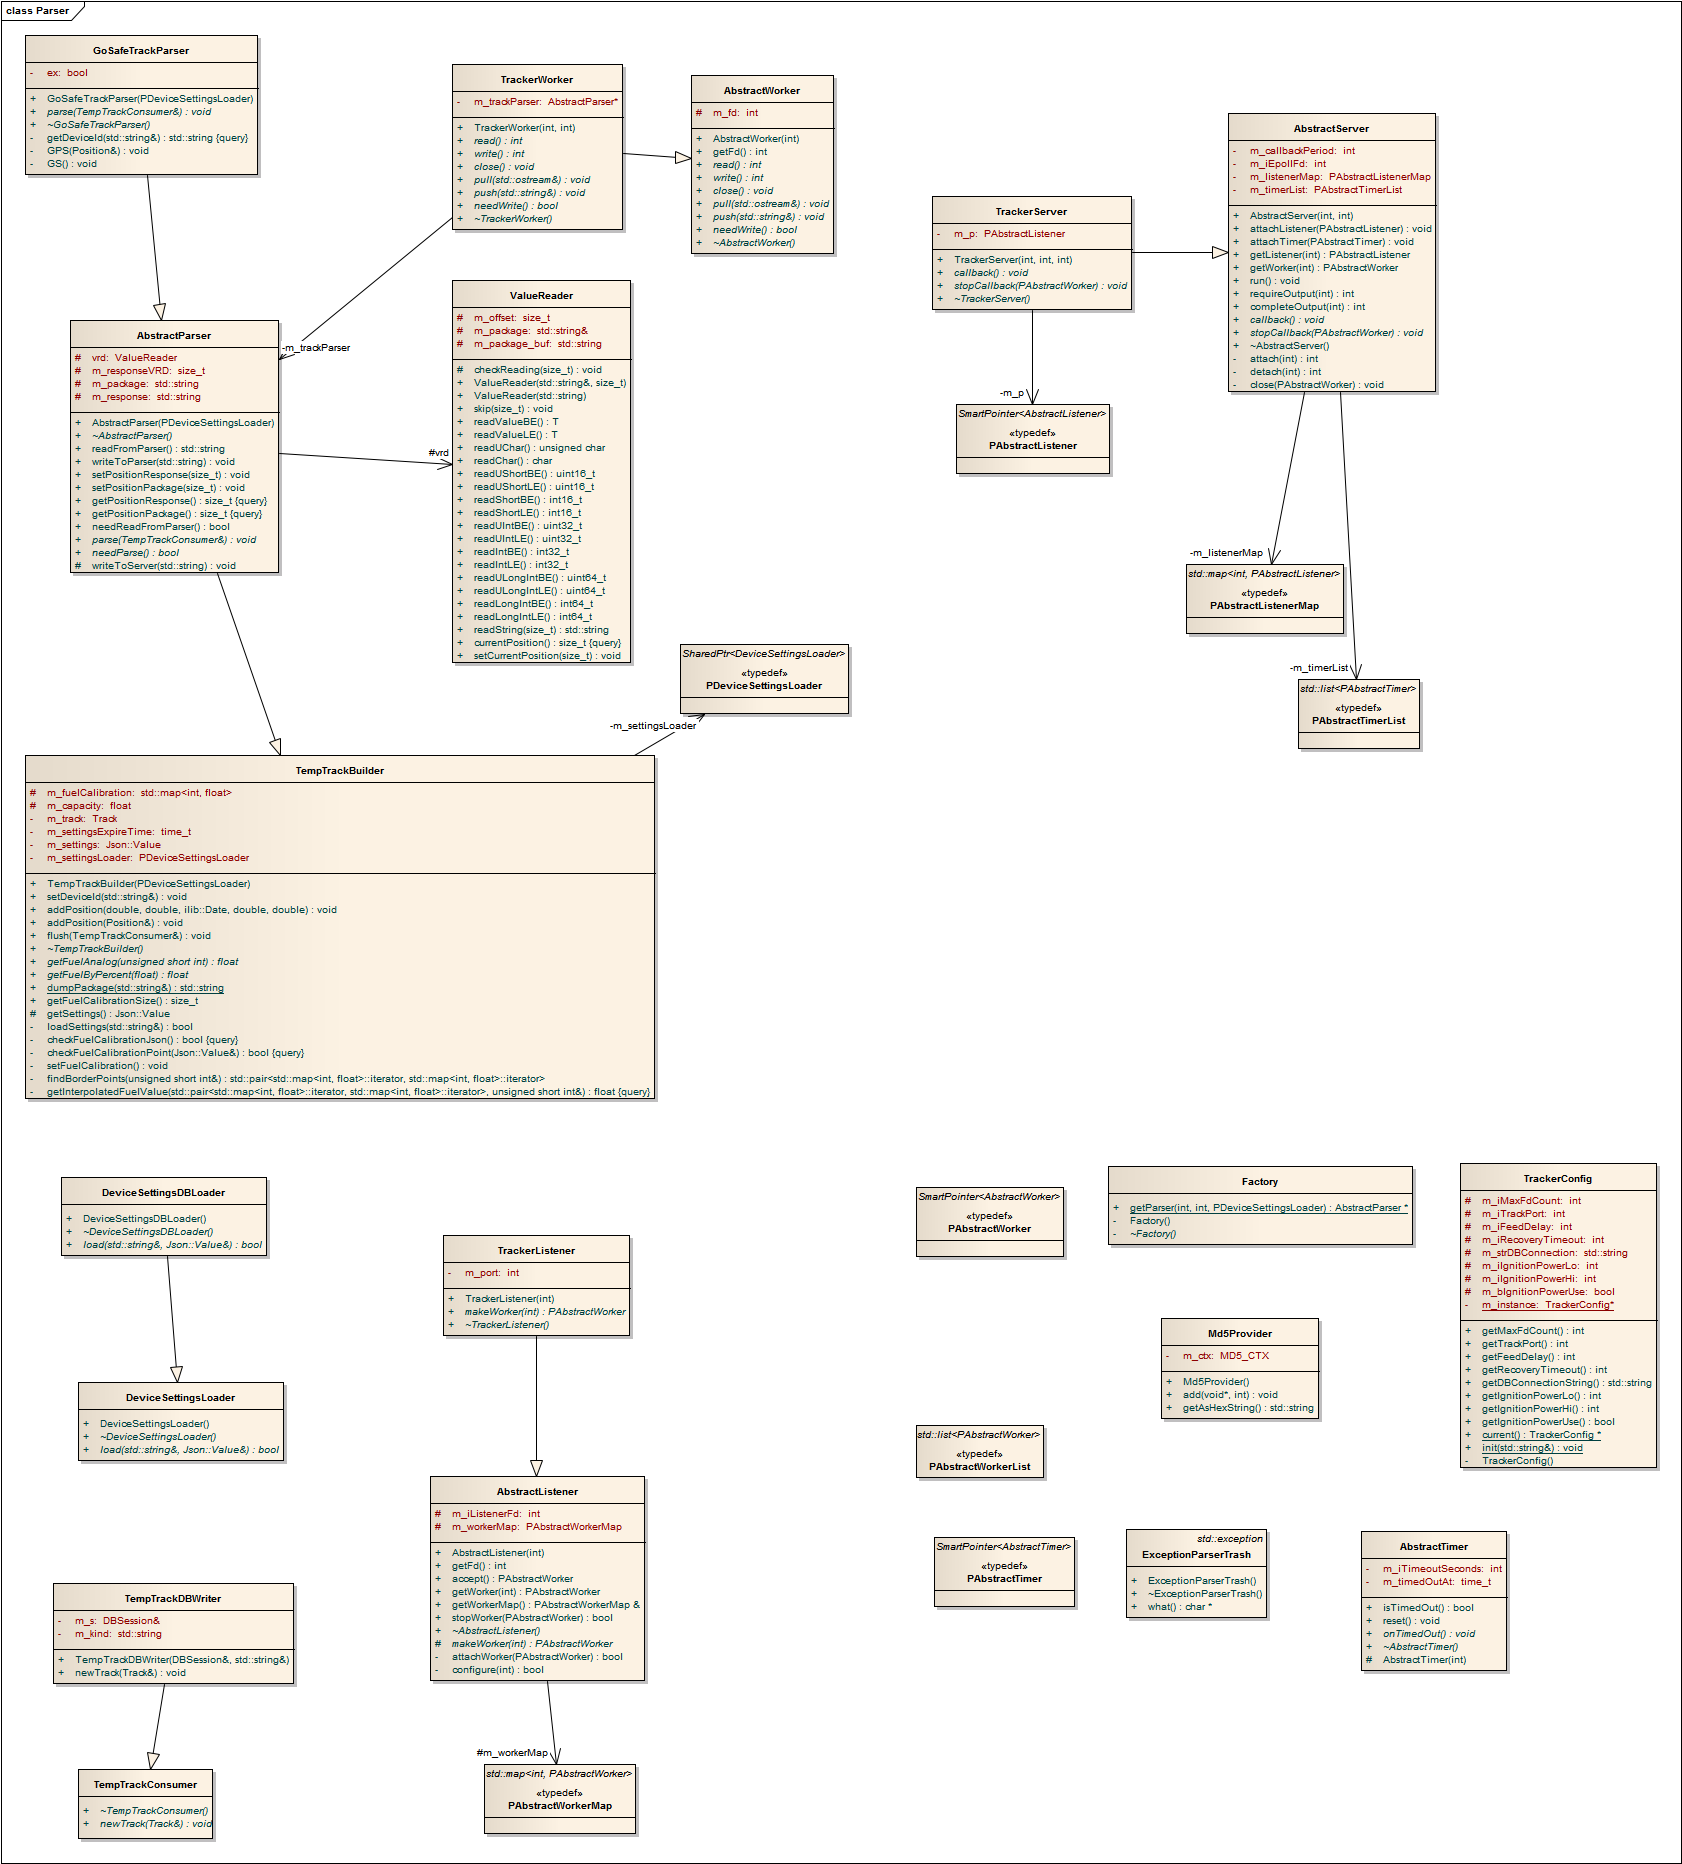 class Parser
GoSafeTrackParser
- ex: bool
+ GoSafeTrackParser(PDeviceSettingsLoader)
+ parse(TempTrackConsumer&) : void
+ ~GoSafeTrackParser()
- getDeviceId(std::string&) : std::string {query}
- GPS(Position&) : void
- GS() : void
TrackerWorker
- m_trackParser: AbstractParser*
+ TrackerWorker(int, int)
+ read() : int
+ write() : int
+ close() : void
+ pull(std::ostream&) : void
+ push(std::string&) : void
+ needWrite() : bool
+ ~TrackerWorker()
AbstractWorker
# m_fd: int
+ AbstractWorker(int)
+ getFd() : int
+ read() : int
+ write() : int
+ close() : void
+ pull(std::ostream&) : void
+ push(std::string&) : void
+ needWrite() : bool
+ ~AbstractWorker()
AbstractServer
- m_callbackPeriod: int
- m_iEpollFd: int
- m_listenerMap: PAbstractListenerMap
- m_timerList: PAbstractTimerList
+ AbstractServer(int, int)
+ attachListener(PAbstractListener) : void
+ attachTimer(PAbstractTimer) : void
+ getListener(int) : PAbstractListener
+ getWorker(int) : PAbstractWorker
+ run() : void
+ requireOutput(int) : int
+ completeOutput(int) : int
+ callback() : void
+ stopCallback(PAbstractWorker) : void
+ ~AbstractServer()
- attach(int) : int
- detach(int) : int
- close(PAbstractWorker) : void
TrackerServer
- m_p: PAbstractListener
+ TrackerServer(int, int, int)
+ callback() : void
+ stopCallback(PAbstractWorker) : void
+ ~TrackerServer()
-m_p
SmartPointer<AbstractListener>
«typedef»
PAbstractListener
-m_listenerMap
std::map<int, PAbstractListener>
«typedef»
PAbstractListenerMap
-m_timerList
std::list<PAbstractTimer>
«typedef»
PAbstractTimerList
ValueReader
# m_offset: size_t
# m_package: std::string&
# m_package_buf: std::string
# checkReading(size_t) : void
+ ValueReader(std::string&, size_t)
+ ValueReader(std::string)
+ skip(size_t) : void
+ readValueBE() : T
+ readValueLE() : T
+ readUChar() : unsigned char
+ readChar() : char
+ readUShortBE() : uint16_t
+ readUShortLE() : uint16_t
+ readShortBE() : int16_t
+ readShortLE() : int16_t
+ readUIntBE() : uint32_t
+ readUIntLE() : uint32_t
+ readIntBE() : int32_t
+ readIntLE() : int32_t
+ readULongIntBE() : uint64_t
+ readULongIntLE() : uint64_t
+ readLongIntBE() : int64_t
+ readLongIntLE() : int64_t
+ readString(size_t) : std::string
+ currentPosition() : size_t {query}
+ setCurrentPosition(size_t) : void
-m_trackParser
AbstractParser
# vrd: ValueReader
# m_responseVRD: size_t
# m_package: std::string
# m_response: std::string
+ AbstractParser(PDeviceSettingsLoader)
+ ~AbstractParser()
+ readFromParser() : std::string
+ writeToParser(std::string) : void
+ setPositionResponse(size_t) : void
+ setPositionPackage(size_t) : void
+ getPositionResponse() : size_t {query}
+ getPositionPackage() : size_t {query}
+ needReadFromParser() : bool
+ parse(TempTrackConsumer&) : void
+ needParse() : bool
# writeToServer(std::string) : void
#vrd
SharedPtr<DeviceSettingsLoader>
«typedef»
PDeviceSettingsLoader
-m_settingsLoader
TempTrackBuilder
# m_fuelCalibration: std::map<int, float>
# m_capacity: float
- m_track: Track
- m_settingsExpireTime: time_t
- m_settings: Json::Value
- m_settingsLoader: PDeviceSettingsLoader
+ TempTrackBuilder(PDeviceSettingsLoader)
+ setDeviceId(std::string&) : void
+ addPosition(double, double, ilib::Date, double, double) : void
+ addPosition(Position&) : void
+ flush(TempTrackConsumer&) : void
+ ~TempTrackBuilder()
+ getFuelAnalog(unsigned short int) : float
+ getFuelByPercent(float) : float
+ dumpPackage(std::string&) : std::string
+ getFuelCalibrationSize() : size_t
# getSettings() : Json::Value
- loadSettings(std::string&) : bool
- checkFuelCalibrationJson() : bool {query}
- checkFuelCalibrationPoint(Json::Value&) : bool {query}
- setFuelCalibration() : void
- findBorderPoints(unsigned short int&) : std::pair<std::map<int, float>::iterator, std::map<int, float>::iterator>
- getInterpolatedFuelValue(std::pair<std::map<int, float>::iterator, std::map<int, float>::iterator>, unsigned short int&) : float {query}
DeviceSettingsDBLoader
+ DeviceSettingsDBLoader()
+ ~DeviceSettingsDBLoader()
+ load(std::string&, Json::Value&) : bool
DeviceSettingsLoader
+ DeviceSettingsLoader()
+ ~DeviceSettingsLoader()
+ load(std::string&, Json::Value&) : bool
TempTrackDBWriter
- m_s: DBSession&
- m_kind: std::string
+ TempTrackDBWriter(DBSession&, std::string&)
+ newTrack(Track&) : void
TempTrackConsumer
+ ~TempTrackConsumer()
+ newTrack(Track&) : void
TrackerListener
- m_port: int
+ TrackerListener(int)
+ makeWorker(int) : PAbstractWorker
+ ~TrackerListener()
AbstractListener
# m_iListenerFd: int
# m_workerMap: PAbstractWorkerMap
+ AbstractListener(int)
+ getFd() : int
+ accept() : PAbstractWorker
+ getWorker(int) : PAbstractWorker
+ getWorkerMap() : PAbstractWorkerMap &
+ stopWorker(PAbstractWorker) : bool
+ ~AbstractListener()
# makeWorker(int) : PAbstractWorker
- attachWorker(PAbstractWorker) : bool
- configure(int) : bool
#m_workerMap
std::map<int, PAbstractWorker>
«typedef»
PAbstractWorkerMap
SmartPointer<AbstractWorker>
«typedef»
PAbstractWorker
Factory
+ getParser(int, int, PDeviceSettingsLoader) : AbstractParser *
- Factory()
- ~Factory()
TrackerConfig
# m_iMaxFdCount: int
# m_iTrackPort: int
# m_iFeedDelay: int
# m_iRecoveryTimeout: int
# m_strDBConnection: std::string
# m_iIgnitionPowerLo: int
# m_iIgnitionPowerHi: int
# m_bIgnitionPowerUse: bool
- m_instance: TrackerConfig*
+ getMaxFdCount() : int
+ getTrackPort() : int
+ getFeedDelay() : int
+ getRecoveryTimeout() : int
+ getDBConnectionString() : std::string
+ getIgnitionPowerLo() : int
+ getIgnitionPowerHi() : int
+ getIgnitionPowerUse() : bool
+ current() : TrackerConfig *
+ init(std::string&) : void
- TrackerConfig()
Md5Provider
- m_ctx: MD5_CTX
+ Md5Provider()
+ add(void*, int) : void
+ getAsHexString() : std::string
std::list<PAbstractWorker>
«typedef»
PAbstractWorkerList
SmartPointer<AbstractTimer>
«typedef»
PAbstractTimer
std::exception
ExceptionParserTrash
+ ExceptionParserTrash()
+ ~ExceptionParserTrash()
+ what() : char *
AbstractTimer
- m_iTimeoutSeconds: int
- m_timedOutAt: time_t
+ isTimedOut() : bool
+ reset() : void
+ onTimedOut() : void
+ ~AbstractTimer()
# AbstractTimer(int)